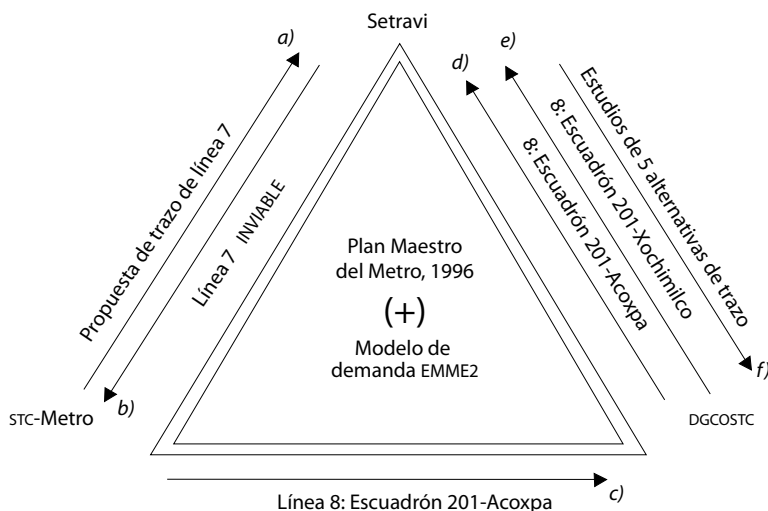 Setravi
a)
Propuesta de trazo de línea 7
Línea 7 INVIABLE
b)
STC-Metro
Plan Maestro
del Metro, 1996
(+)
Modelo de
demanda EMME2
d)
8: Escuadrón 201-Acoxpa
e)
8: Escuadrón 201-Xochimilco
Estudios de 5 alternativas de trazo
f)
DGCOSTC
c)
Línea 8: Escuadrón 201-Acoxpa